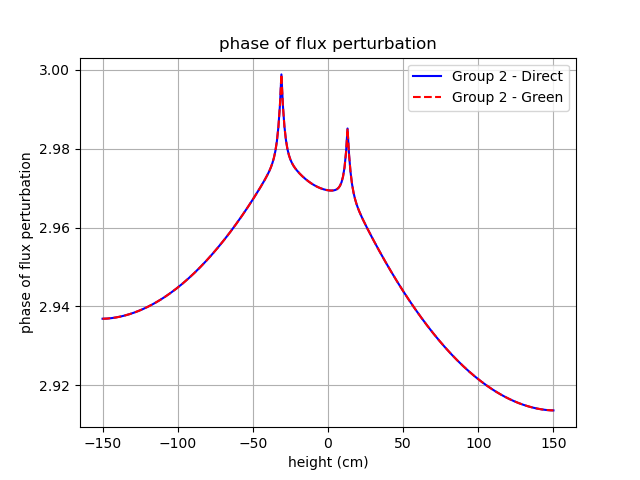 phase of flux perturbation
3.00
2.98
2.96
2.94
2.92
phase of flux perturbation
Group 2 - Direct
Group 2 - Green
−150
−100
−50
0
50
100
150
height (cm)